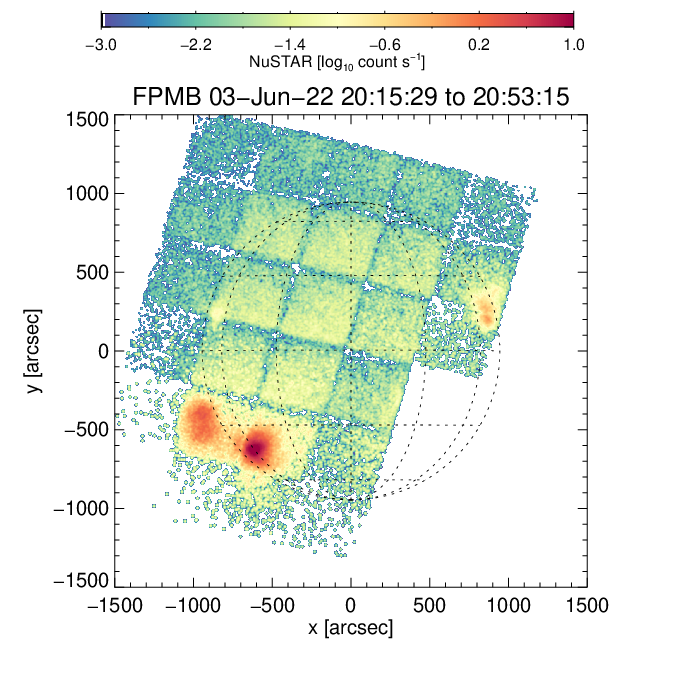 −3.0 −2.2 −1.4 −0.6 0.2 1.0
NuSTAR [log₁₀ count s⁻¹]
FPMB 03−Jun−22 20:15:29 to 20:53:15
1500
1000
500
0
−500
−1000
−1500
y [arcsec]
−1500 −1000 −500 0 500 1000 1500
x [arcsec]